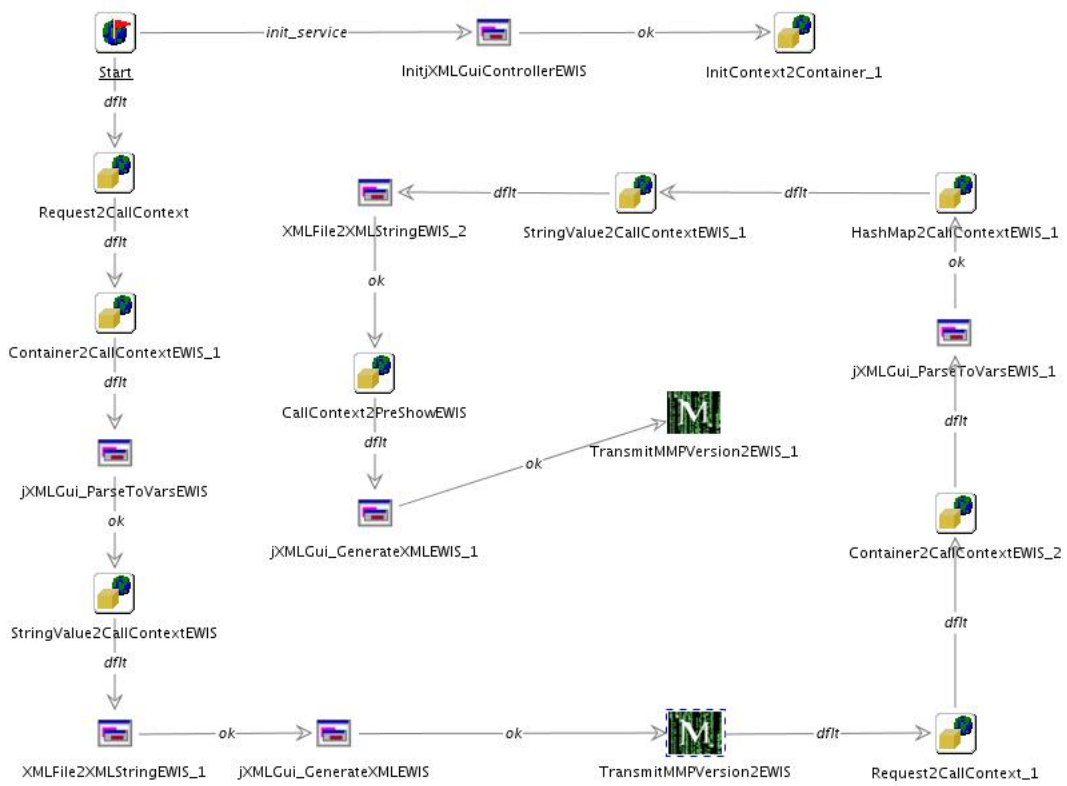 init_service
ok
Start
InitjXMLGuiControllerEWIS
InitContext2Container_1
dflt
Request2CallContext
dflt
dflt
XMLFile2XMLStringEWIS_2
StringValue2CallContextEWIS_1
HashMap2CallContextEWIS_1
dflt
ok
ok
Container2CallContextEWIS_1
jXMLGui_ParseToVarsEWIS_1
dflt
CallContext2PreShowEWIS
M
dflt
dflt
TransmitMMPVersion2EWIS_1
ok
jXMLGui_ParseToVarsEWIS
ok
jXMLGui_GenerateXMLEWIS_1
Container2CallContextEWIS_2
dflt
StringValue2CallContextEWIS
dflt
ok
ok
M
dflt
XMLFile2XMLStringEWIS_1
jXMLGui_GenerateXMLEWIS
TransmitMMPVersion2EWIS
Request2CallContext_1